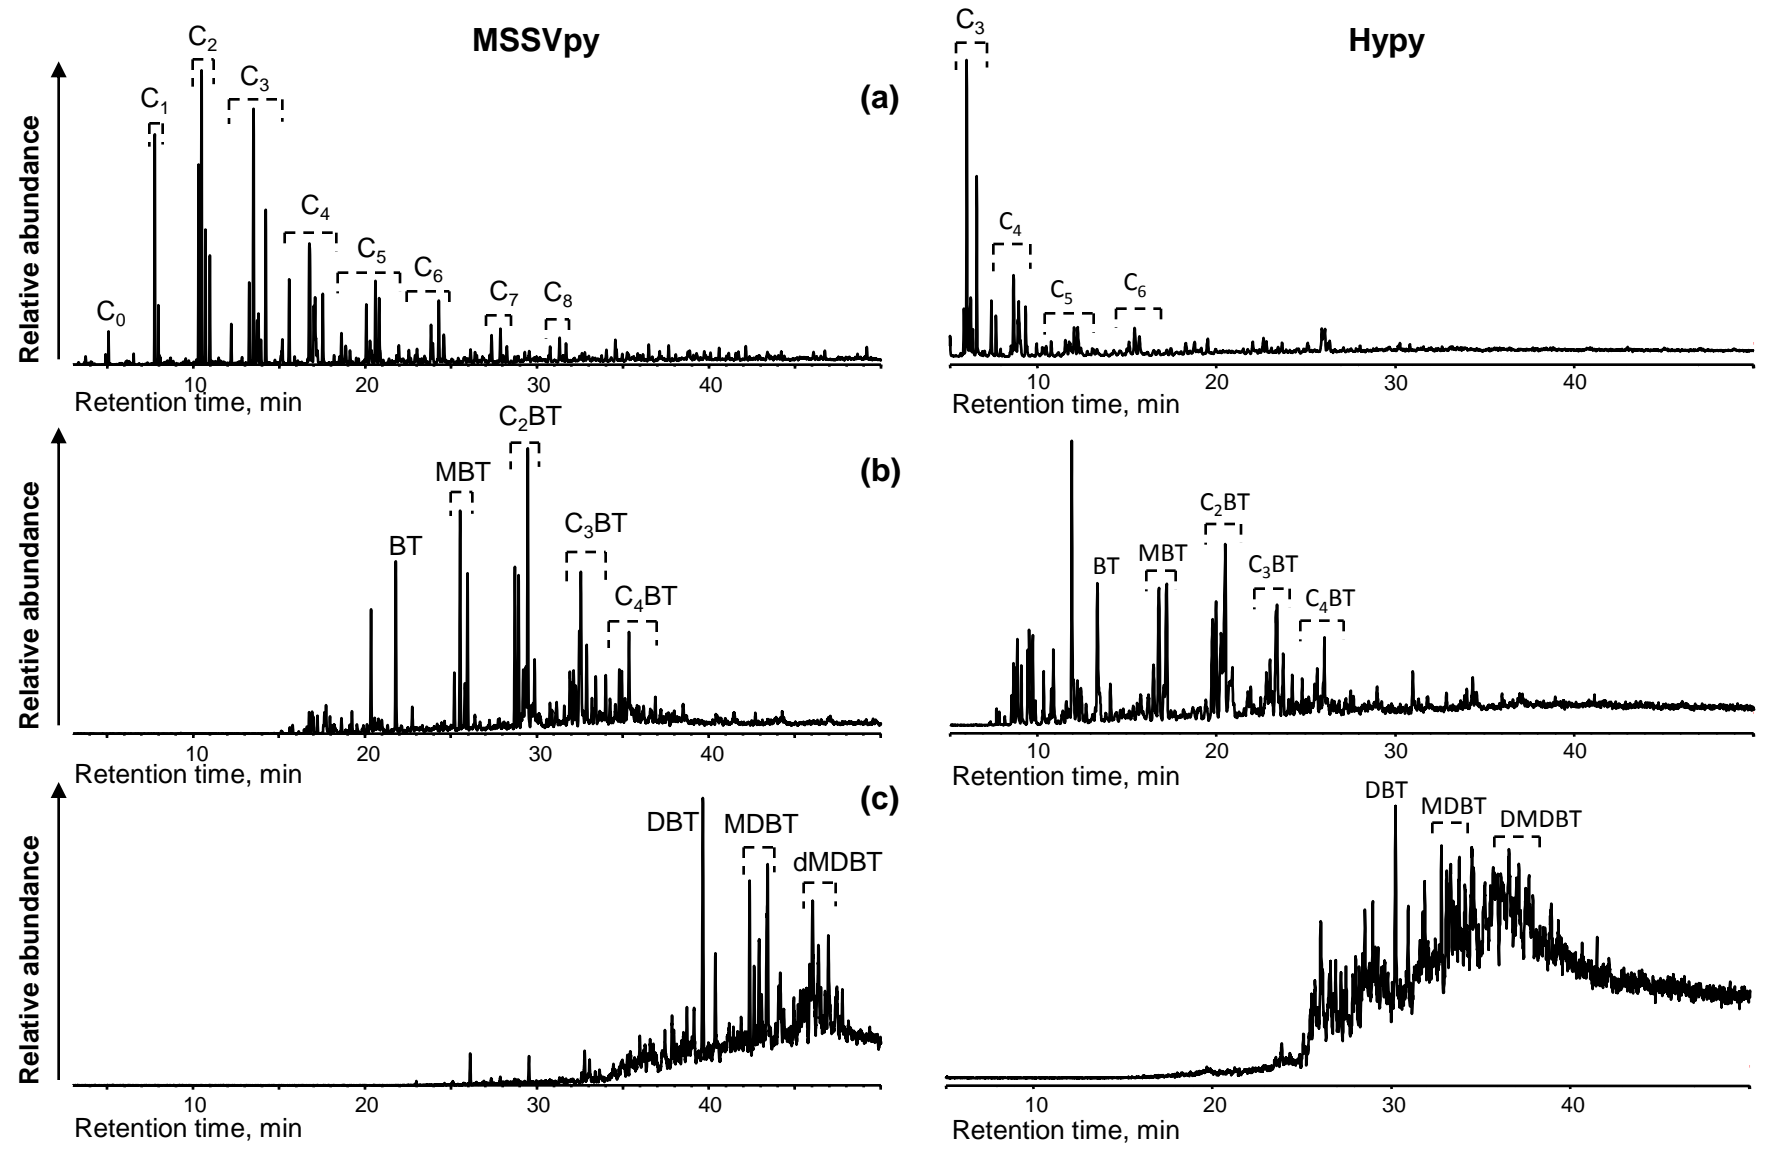 MSSVpy
Hypy
(a)
Relative abundance
C0
C1
C2
C3
C4
C5
C6
C7
C8
10 20 30 40
Retention time, min
C3
C4
C5
C6
10 20 30 40
Retention time, min
(b)
Relative abundance
BT
MBT
C2BT
C3BT
C4BT
10 20 30 40
Retention time, min
BT
MBT
C2BT
C3BT
C4BT
10 20 30 40
Retention time, min
(c)
Relative abundance
DBT
MDBT
dMDBT
10 20 30 40
Retention time, min
DBT
MDBT
DMDBT
10 20 30 40
Retention time, min